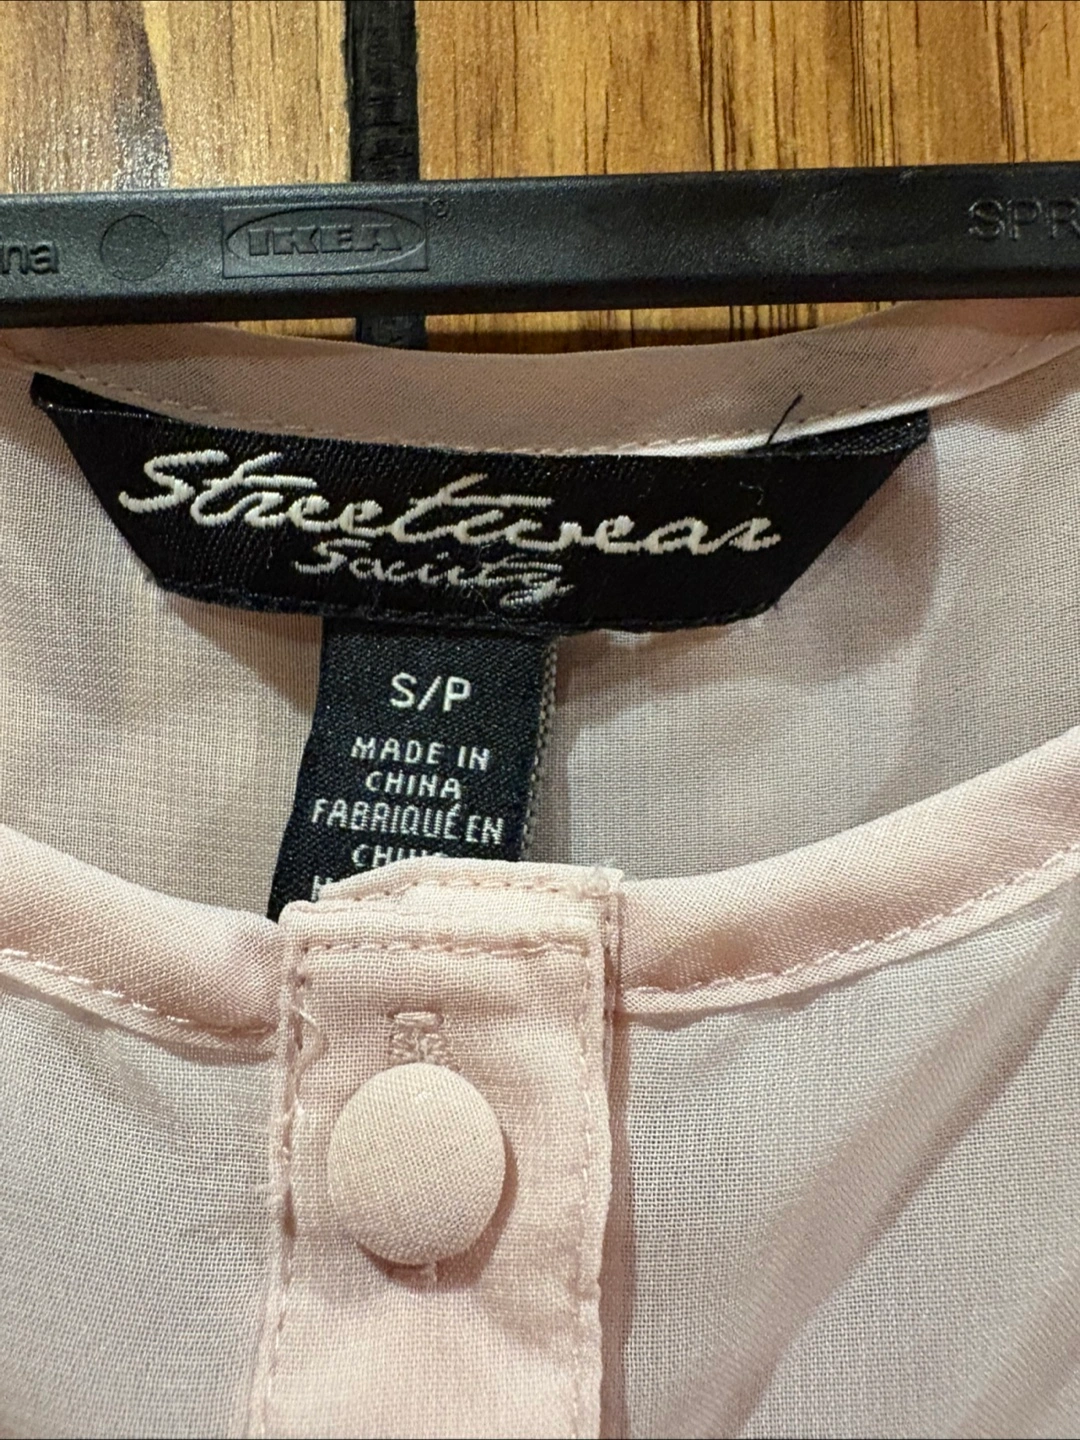 na
IKEA
SPR
Streetwear
Society
S/P
MADE IN
CHINA
FABRIQUÉ EN